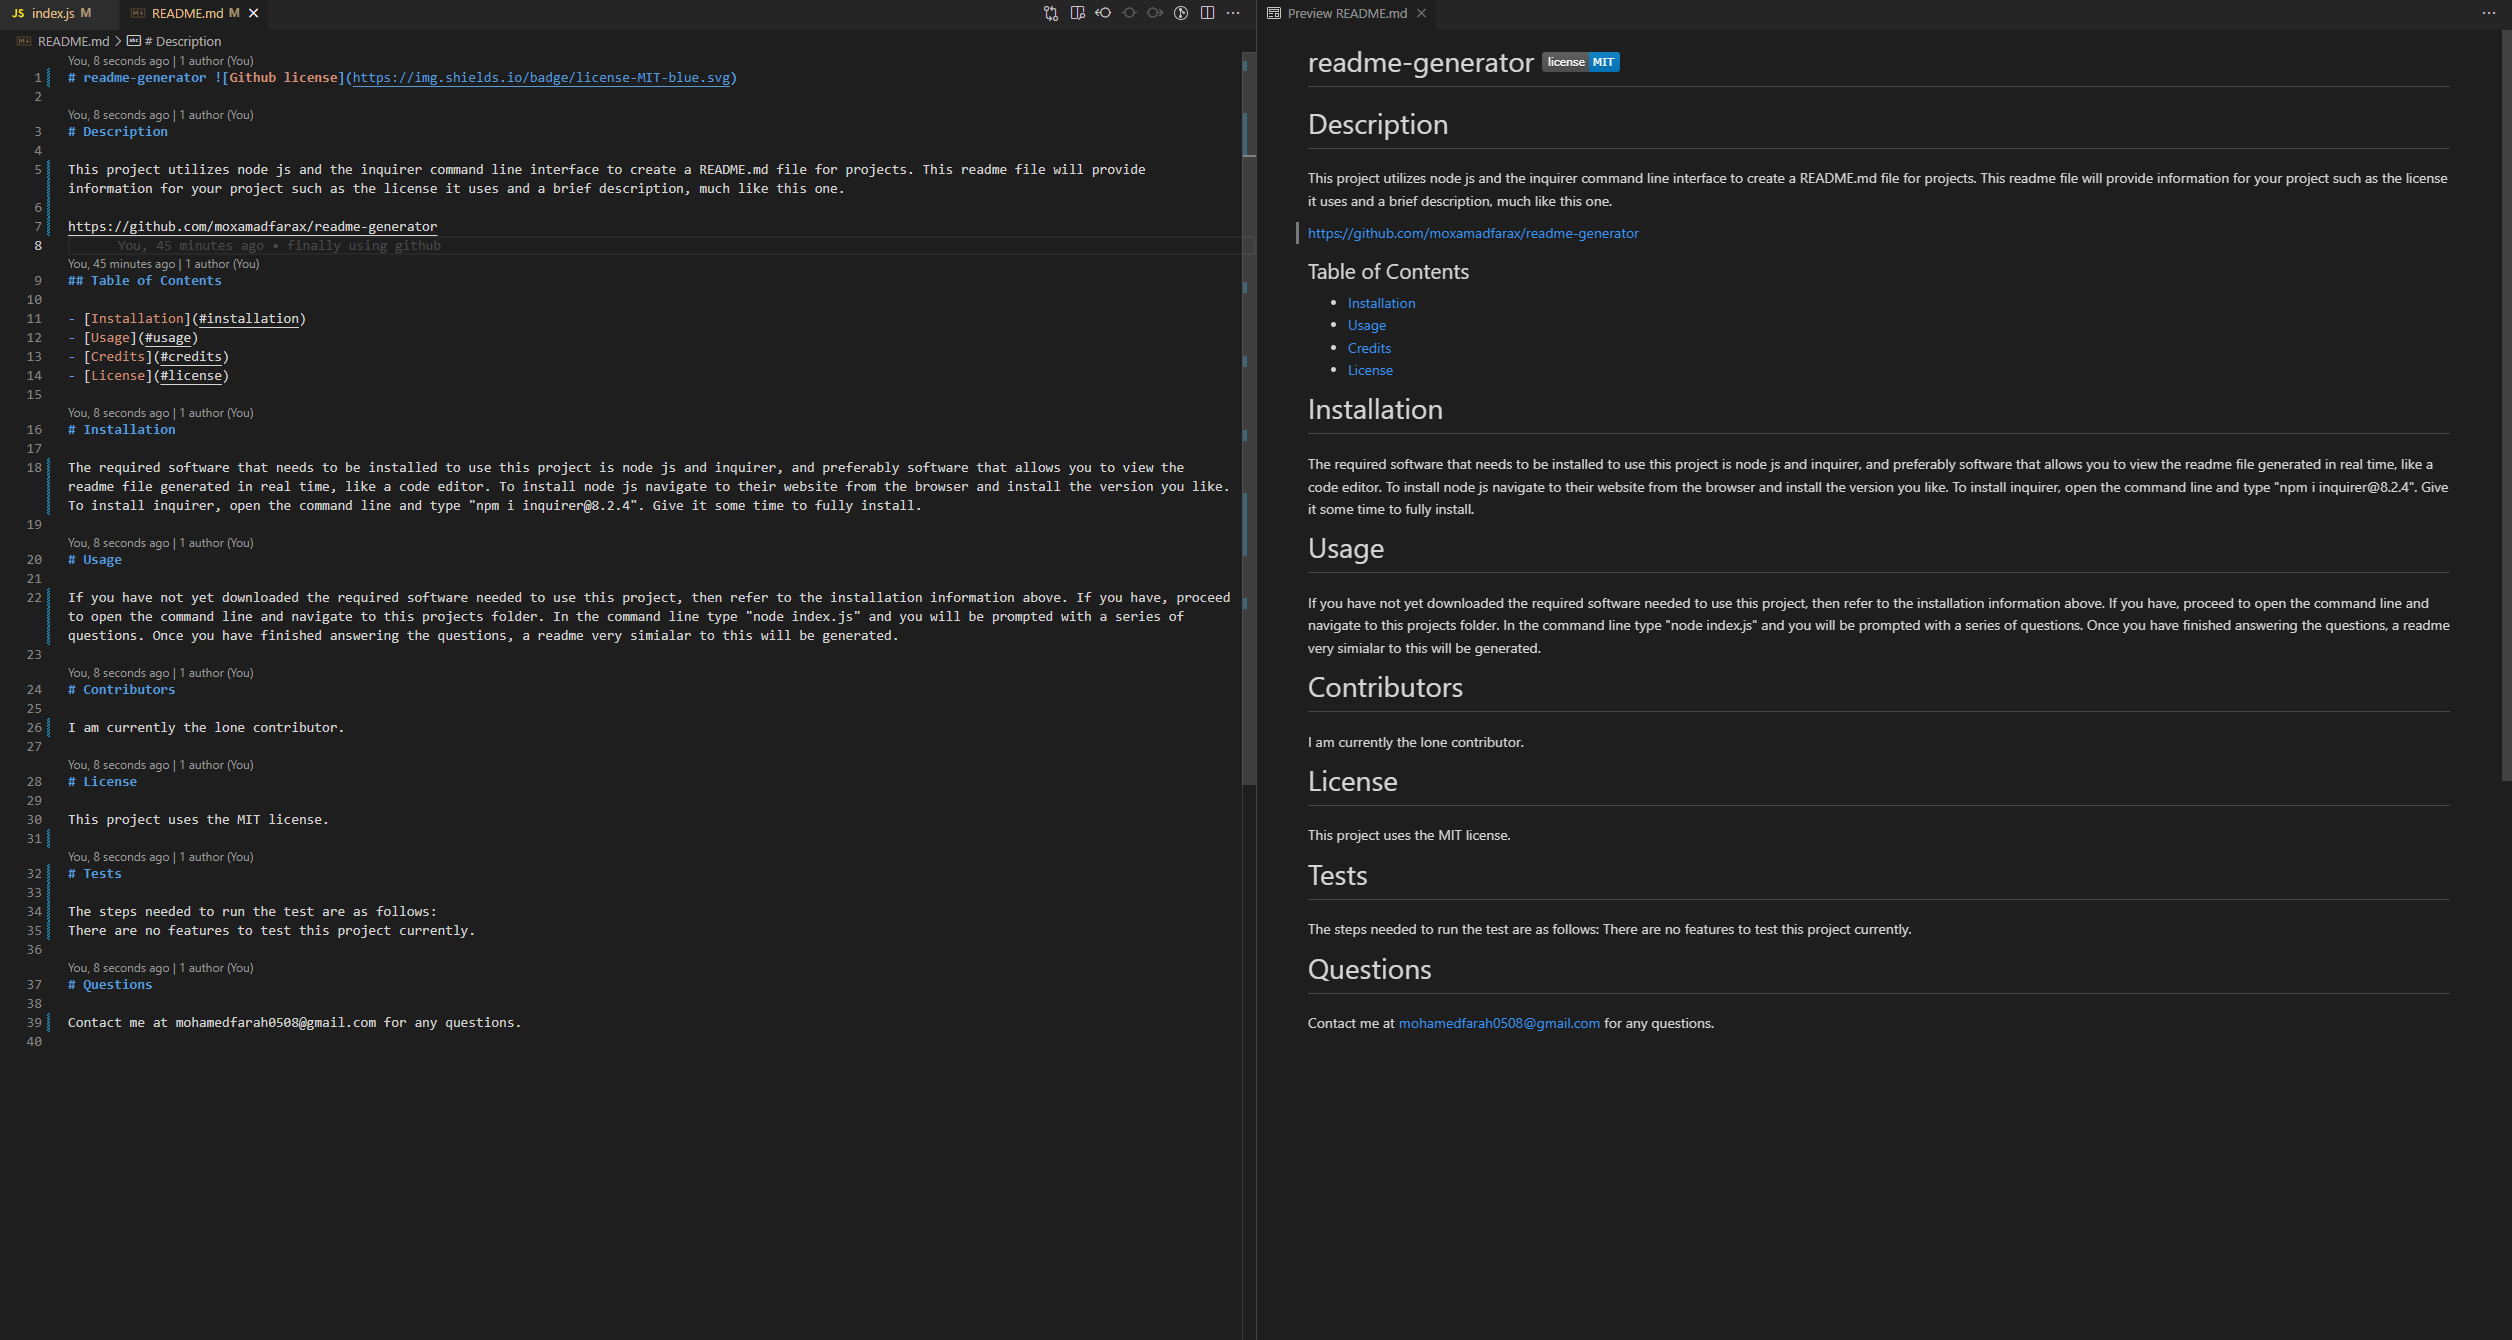 JS index.js M
README.md M
Preview README.md
README.md > # Description
You, 8 seconds ago | 1 author (You)
1 # readme-generator ![Github license](https://img.shields.io/badge/license-MIT-blue.svg)
2
You, 8 seconds ago | 1 author (You)
3 # Description
4
5 This project utilizes node js and the inquirer command line interface to create a README.md file for projects. This readme file will provide
information for your project such as the license it uses and a brief description, much like this one.
6
7 https://github.com/moxamadfarax/readme-generator
8 You, 45 minutes ago • finally using github
You, 45 minutes ago | 1 author (You)
9 ## Table of Contents
10
11 - [Installation](#installation)
12 - [Usage](#usage)
13 - [Credits](#credits)
14 - [License](#license)
15
You, 8 seconds ago | 1 author (You)
16 # Installation
17
18 The required software that needs to be installed to use this project is node js and inquirer, and preferably software that allows you to view the
readme file generated in real time, like a code editor. To install node js navigate to their website from the browser and install the version you like.
To install inquirer, open the command line and type "npm i inquirer@8.2.4". Give it some time to fully install.
19
You, 8 seconds ago | 1 author (You)
20 # Usage
21
22 If you have not yet downloaded the required software needed to use this project, then refer to the installation information above. If you have, proceed
to open the command line and navigate to this projects folder. In the command line type "node index.js" and you will be prompted with a series of
questions. Once you have finished answering the questions, a readme very simialar to this will be generated.
23
You, 8 seconds ago | 1 author (You)
24 # Contributors
25
26 I am currently the lone contributor.
27
You, 8 seconds ago | 1 author (You)
28 # License
29
30 This project uses the MIT license.
31
You, 8 seconds ago | 1 author (You)
32 # Tests
33
34 The steps needed to run the test are as follows:
35 There are no features to test this project currently.
36
You, 8 seconds ago | 1 author (You)
37 # Questions
38
39 Contact me at mohamedfarah0508@gmail.com for any questions.
40
readme-generator license MIT
Description
This project utilizes node js and the inquirer command line interface to create a README.md file for projects. This readme file will provide information for your project such as the license
it uses and a brief description, much like this one.
https://github.com/moxamadfarax/readme-generator
Table of Contents
• Installation
• Usage
• Credits
• License
Installation
The required software that needs to be installed to use this project is node js and inquirer, and preferably software that allows you to view the readme file generated in real time, like a
code editor. To install node js navigate to their website from the browser and install the version you like. To install inquirer, open the command line and type "npm i inquirer@8.2.4". Give
it some time to fully install.
Usage
If you have not yet downloaded the required software needed to use this project, then refer to the installation information above. If you have, proceed to open the command line and
navigate to this projects folder. In the command line type "node index.js" and you will be prompted with a series of questions. Once you have finished answering the questions, a readme
very simialar to this will be generated.
Contributors
I am currently the lone contributor.
License
This project uses the MIT license.
Tests
The steps needed to run the test are as follows: There are no features to test this project currently.
Questions
Contact me at mohamedfarah0508@gmail.com for any questions.